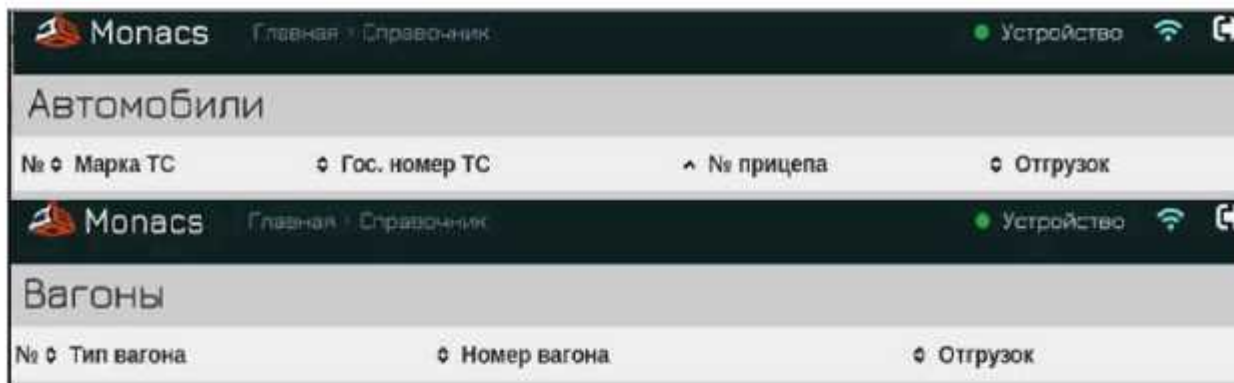 Monacs Главная › Справочник Устройство
Автомобили
№ Марка ТС Гос. номер ТС № прицепа Отгрузок
Monacs Главная › Справочник Устройство
Вагоны
№ Тип вагона Номер вагона Отгрузок